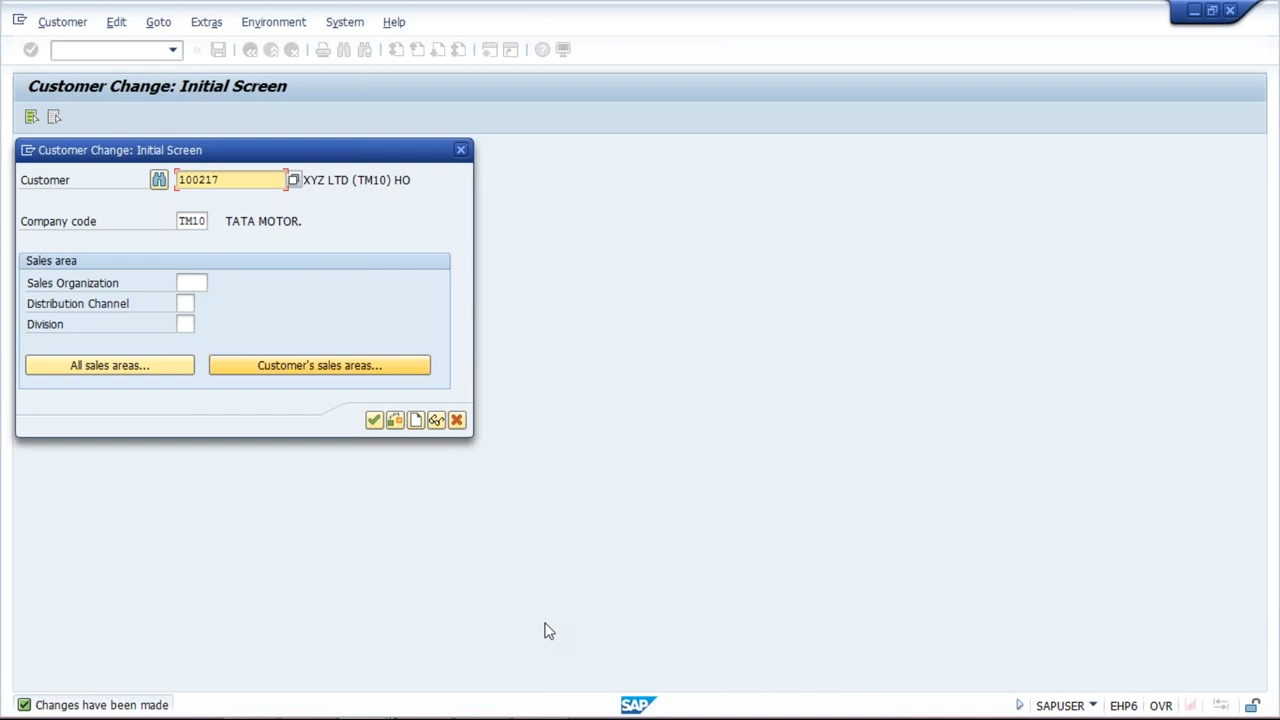 Customer Edit Goto Extras Environment System Help
Customer Change: Initial Screen
Customer Change: Initial Screen
Customer 100217 XYZ LTD (TM10) HO
Company code TM10 TATA MOTOR.
Sales area
Sales Organization
Distribution Channel
Division
All sales areas... Customer's sales areas...
Changes have been made SAP SAPUSER EHP6 OVR